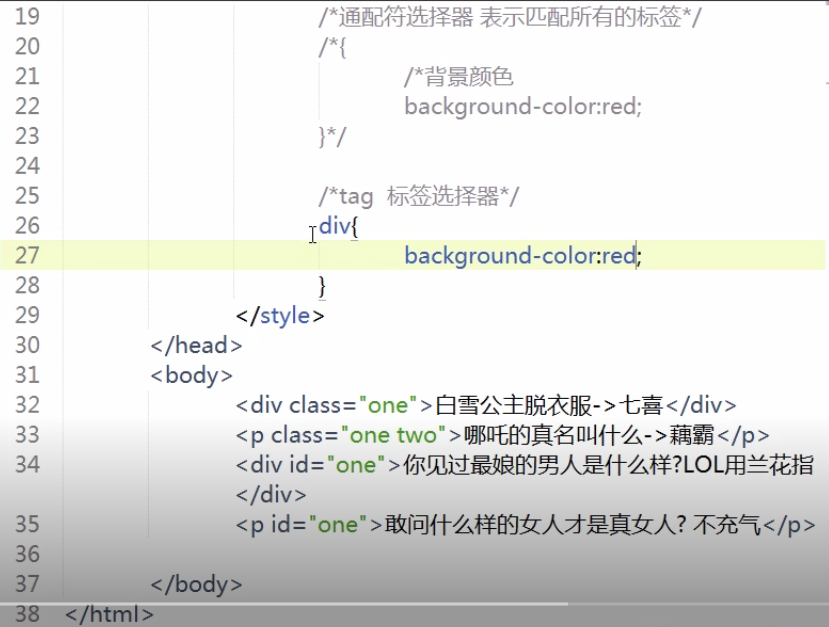 19 /*通配符选择器 表示匹配所有的标签*/
20 /*{
21 /*背景颜色
22 background-color:red;
23 }*/
24
25 /*tag 标签选择器*/
26 div{
27 background-color:red;
28 }
29 </style>
30 </head>
31 <body>
32 <div class="one">白雪公主脱衣服->七喜</div>
33 <p class="one two">哪吒的真名叫什么->藕霸</p>
34 <div id="one">你见过最娘的男人是什么样?LOL用兰花指
</div>
35 <p id="one">敢问什么样的女人才是真女人? 不充气</p>
36
37 </body>
38 </html>